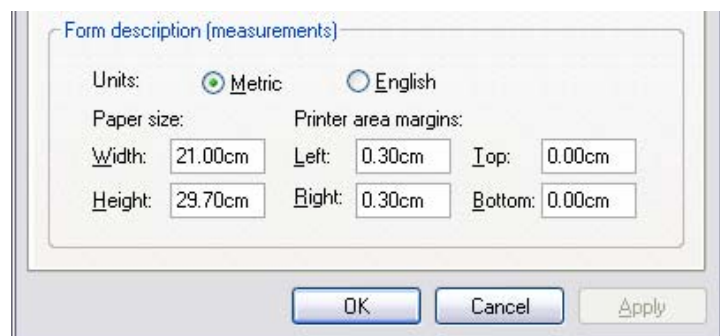 Form description (measurements)
Units: Metric English
Paper size: Printer area margins:
Width: 21.00cm Left: 0.30cm Top: 0.00cm
Height: 29.70cm Right: 0.30cm Bottom: 0.00cm
OK Cancel Apply